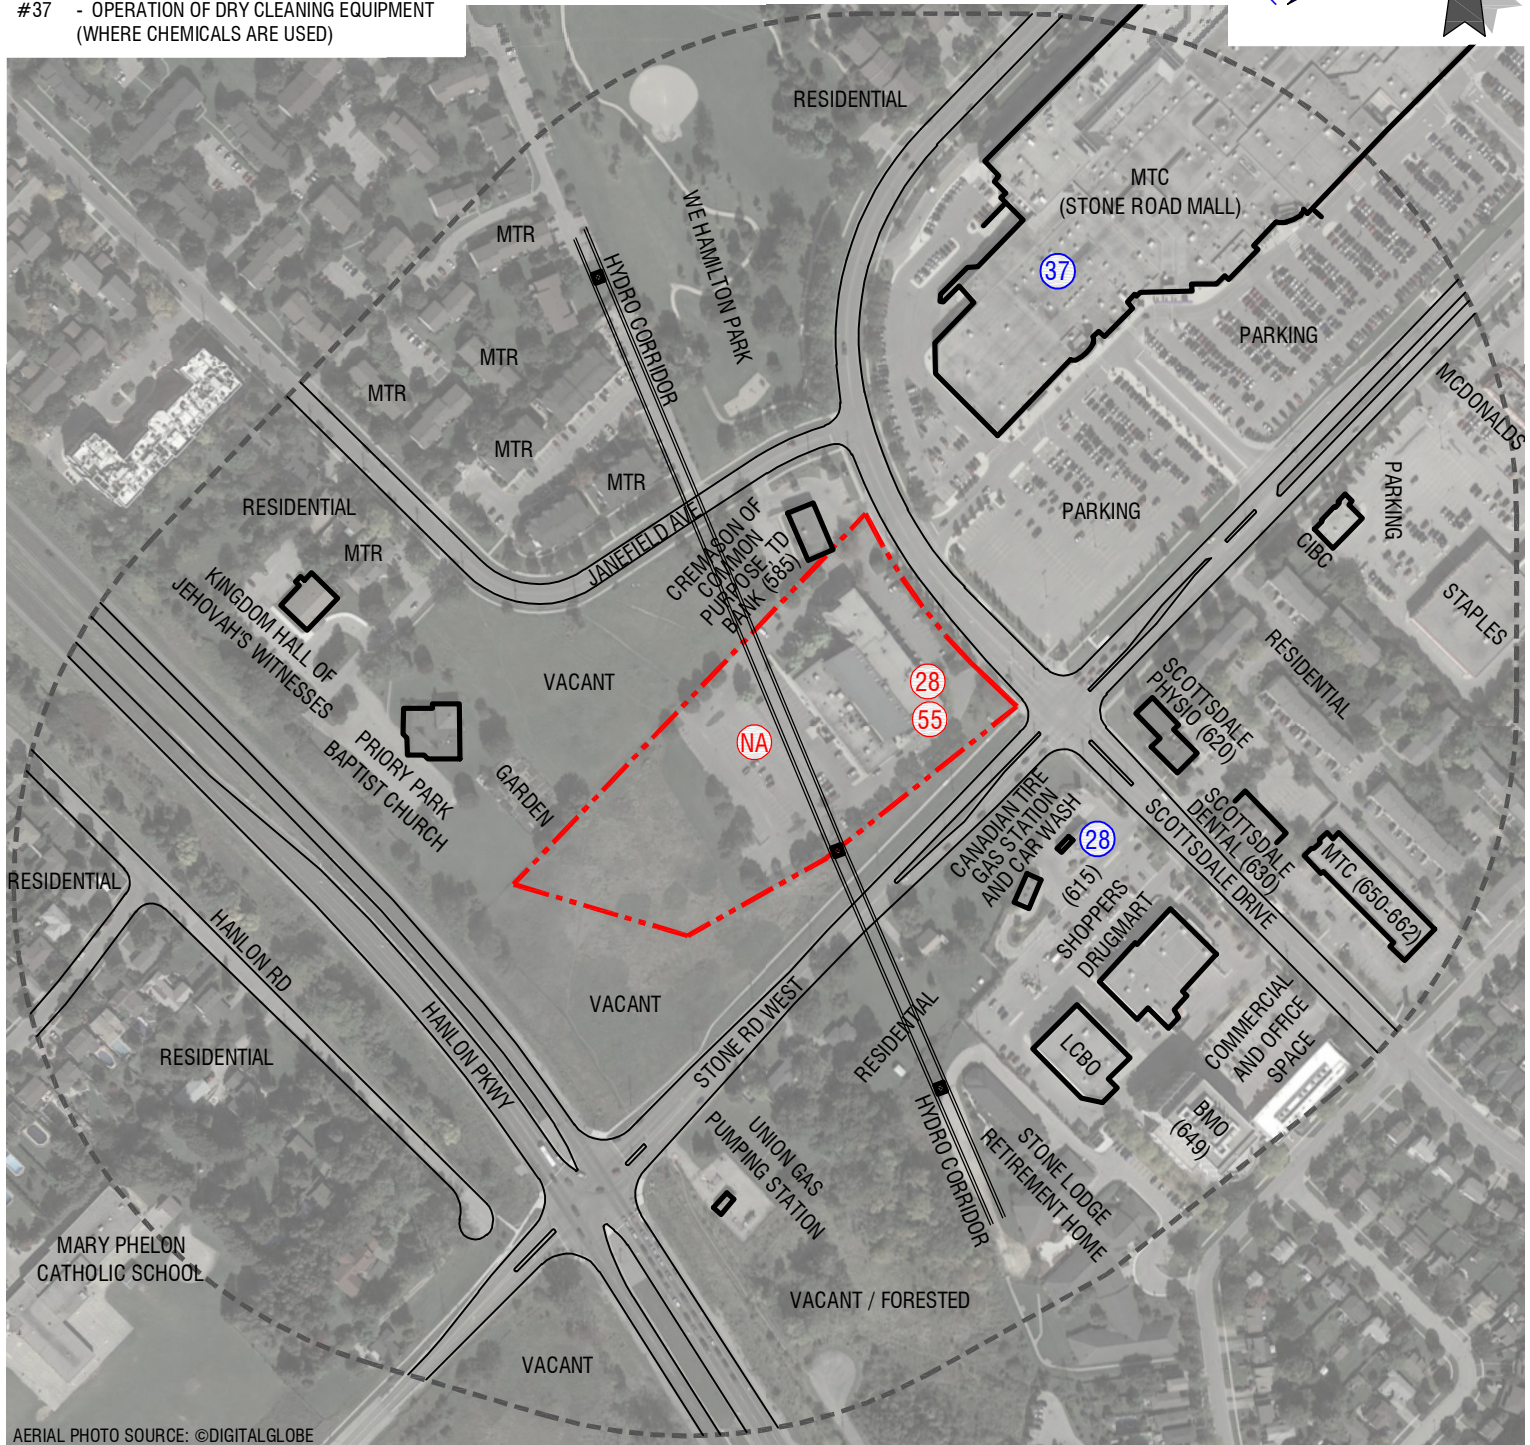 #37 - OPERATION OF DRY CLEANING EQUIPMENT
(WHERE CHEMICALS ARE USED)
RESIDENTIAL
MTC
(STONE ROAD MALL)
37
MTR
WE HAMILTON PARK
HYDRO CORRIDOR
MTR
MTR
PARKING
MCDONALDS
MTR
MTR
PARKING
PARKING
CIBC
STAPLES
RESIDENTIAL
MTR
JANEFIELD AVE
CREMASON OF
COMMON
PURPOSE, TD
BANK (585)
KINGDOM HALL OF
JEHOVAH'S WITNESSES
VACANT
28
55
NA
RESIDENTIAL
SCOTTSDALE
PHYSIO (620)
PRIORY PARK
BAPTIST CHURCH
GARDEN
CANADIAN TIRE
GAS STATION
AND CAR WASH
(615)
28
SCOTTSDALE
DENTAL (630)
SCOTTSDALE DRIVE
MTC (650-662)
SHOPPERS
DRUGMART
RESIDENTIAL
HANLON RD
HANLON PKWY
VACANT
STONE RD WEST
RESIDENTIAL
LCBO
COMMERCIAL
AND OFFICE
SPACE
RESIDENTIAL
BMO
(649)
UNION GAS
PUMPING STATION
HYDRO CORRIDOR
STONE LODGE
RETIREMENT HOME
MARY PHELON
CATHOLIC SCHOOL
VACANT / FORESTED
VACANT
AERIAL PHOTO SOURCE: ©DIGITALGLOBE